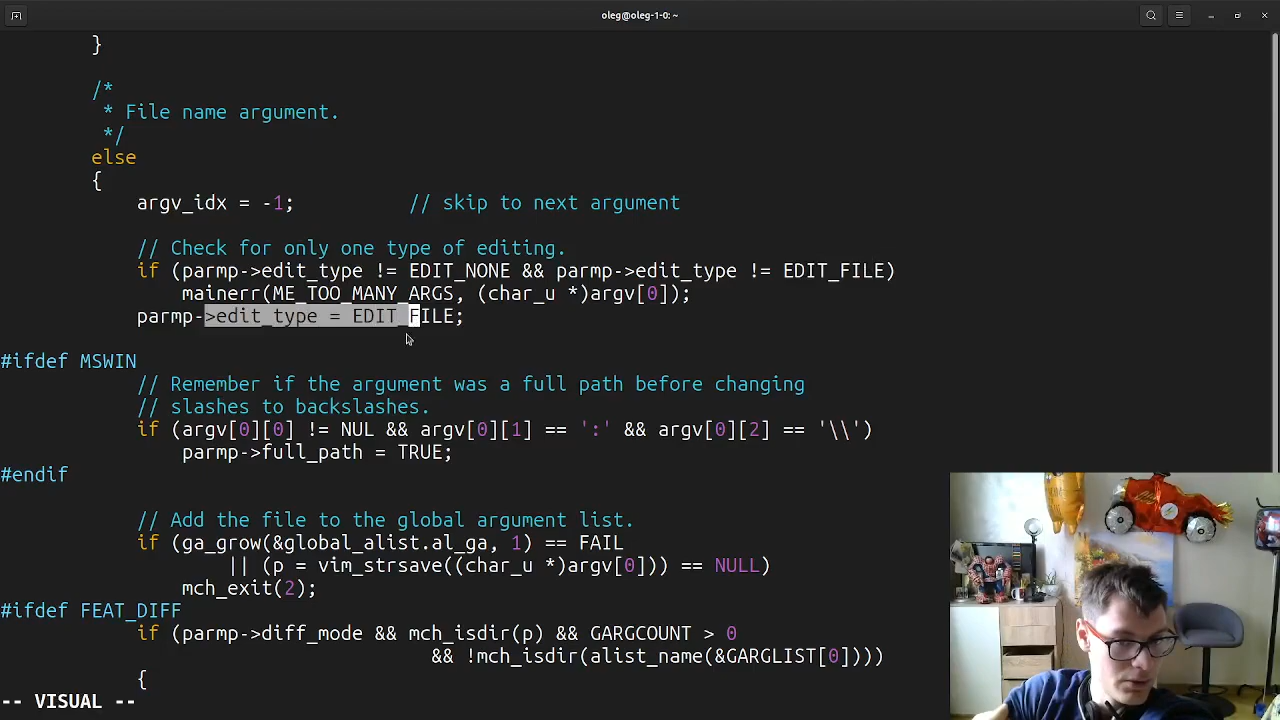 oleg@oleg-1-0: ~
}
/*
* File name argument.
*/
else
{
argv_idx = -1; // skip to next argument
// Check for only one type of editing.
if (parmp->edit_type != EDIT_NONE && parmp->edit_type != EDIT_FILE)
mainerr(ME_TOO_MANY_ARGS, (char_u *)argv[0]);
parmp->edit_type = EDIT_FILE;
#ifdef MSWIN
// Remember if the argument was a full path before changing
// slashes to backslashes.
if (argv[0][0] != NUL && argv[0][1] == ':' && argv[0][2] == '\\')
parmp->full_path = TRUE;
#endif
// Add the file to the global argument list.
if (ga_grow(&global_alist.al_ga, 1) == FAIL
|| (p = vim_strsave((char_u *)argv[0])) == NULL)
mch_exit(2);
#ifdef FEAT_DIFF
if (parmp->diff_mode && mch_isdir(p) && GARGCOUNT > 0
&& !mch_isdir(alist_name(&GARGLIST[0])))
{
-- VISUAL --